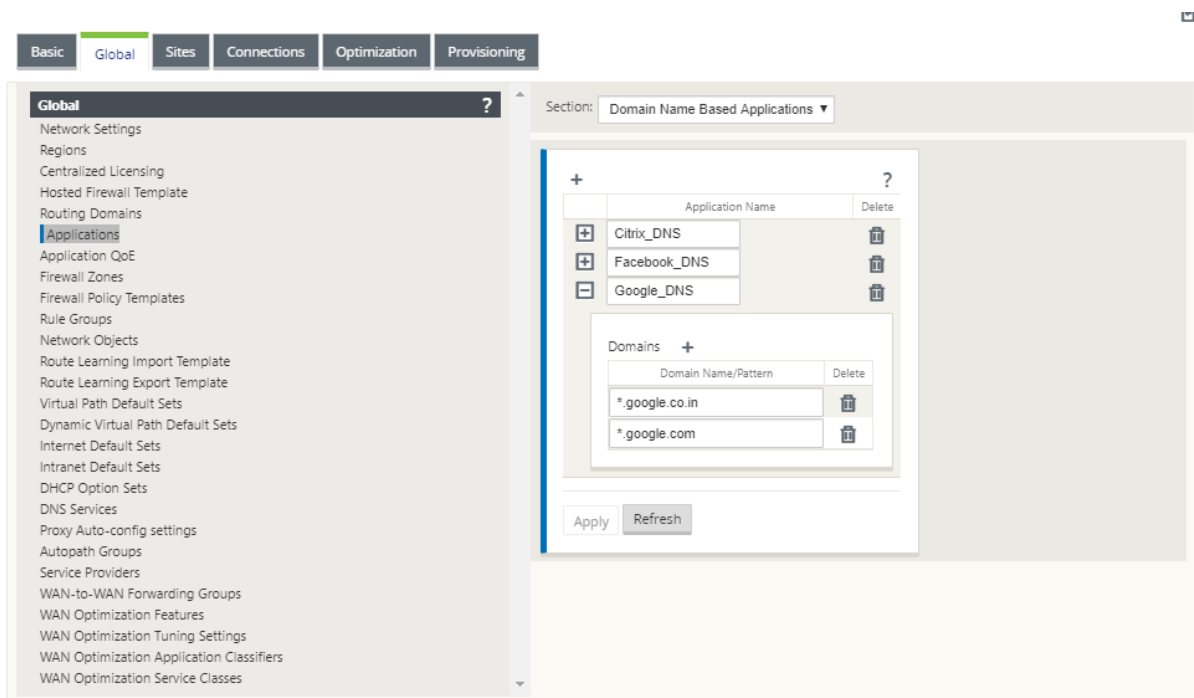 Basic Global Sites Connections Optimization Provisioning
Global ?
Network Settings
Regions
Centralized Licensing
Hosted Firewall Template
Routing Domains
Applications
Application QoE
Firewall Zones
Firewall Policy Templates
Rule Groups
Network Objects
Route Learning Import Template
Route Learning Export Template
Virtual Path Default Sets
Dynamic Virtual Path Default Sets
Internet Default Sets
Intranet Default Sets
DHCP Option Sets
DNS Services
Proxy Auto-config settings
Autopath Groups
Service Providers
WAN-to-WAN Forwarding Groups
WAN Optimization Features
WAN Optimization Tuning Settings
WAN Optimization Application Classifiers
WAN Optimization Service Classes
Section: Domain Name Based Applications ▼
+ ?
Application Name Delete
Citrix_DNS
Facebook_DNS
Google_DNS
Domains +
Domain Name/Pattern Delete
*.google.co.in
*.google.com
Apply Refresh